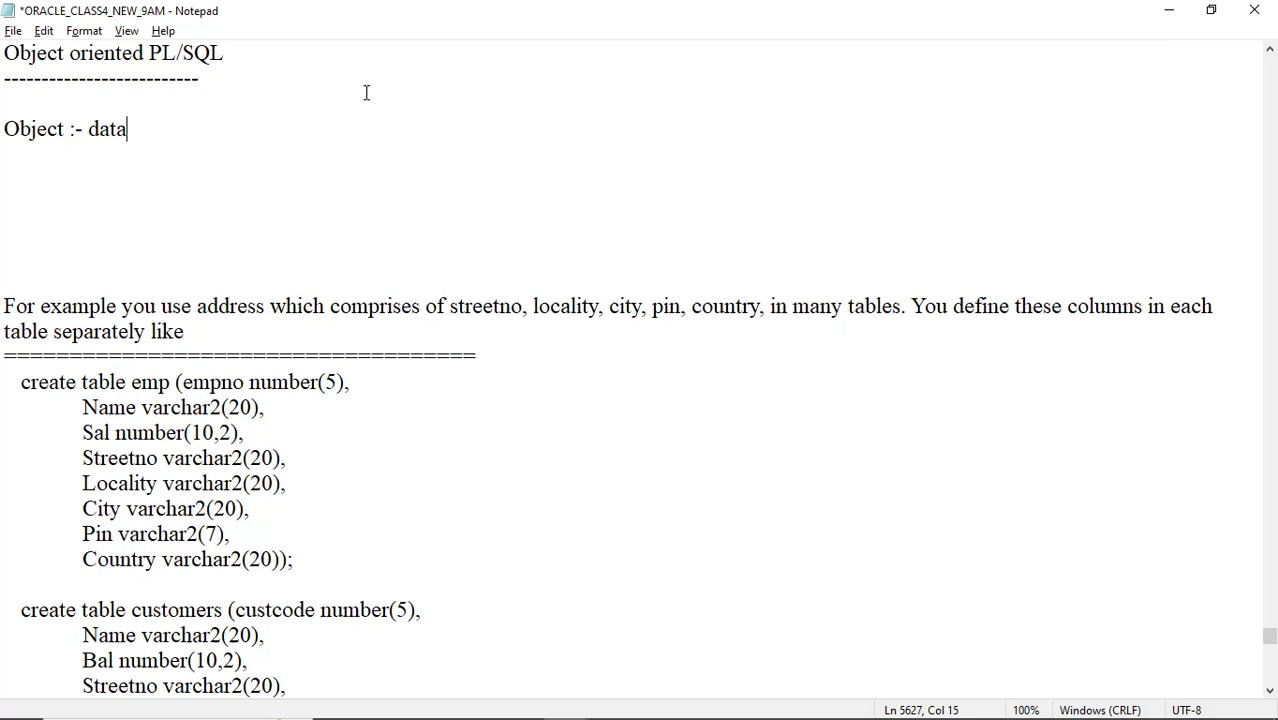 *ORACLE_CLASS4_NEW_9AM - Notepad
File Edit Format View Help
Object oriented PL/SQL
--------------------------
Object :- data
For example you use address which comprises of streetno, locality, city, pin, country, in many tables. You define these columns in each
table separately like
====================================
create table emp (empno number(5),
Name varchar2(20),
Sal number(10,2),
Streetno varchar2(20),
Locality varchar2(20),
City varchar2(20),
Pin varchar2(7),
Country varchar2(20));
create table customers (custcode number(5),
Name varchar2(20),
Bal number(10,2),
Streetno varchar2(20),
Ln 5627, Col 15 100% Windows (CRLF) UTF-8